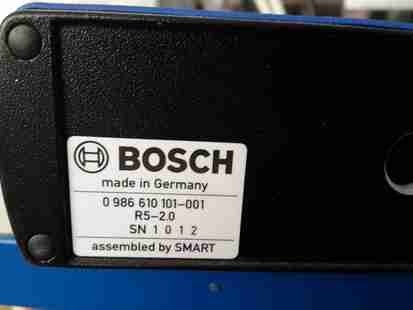 BOSCH
made in Germany
0 986 610 101-001
R5-2.0
SN 1 0 1 2
assembled by SMART